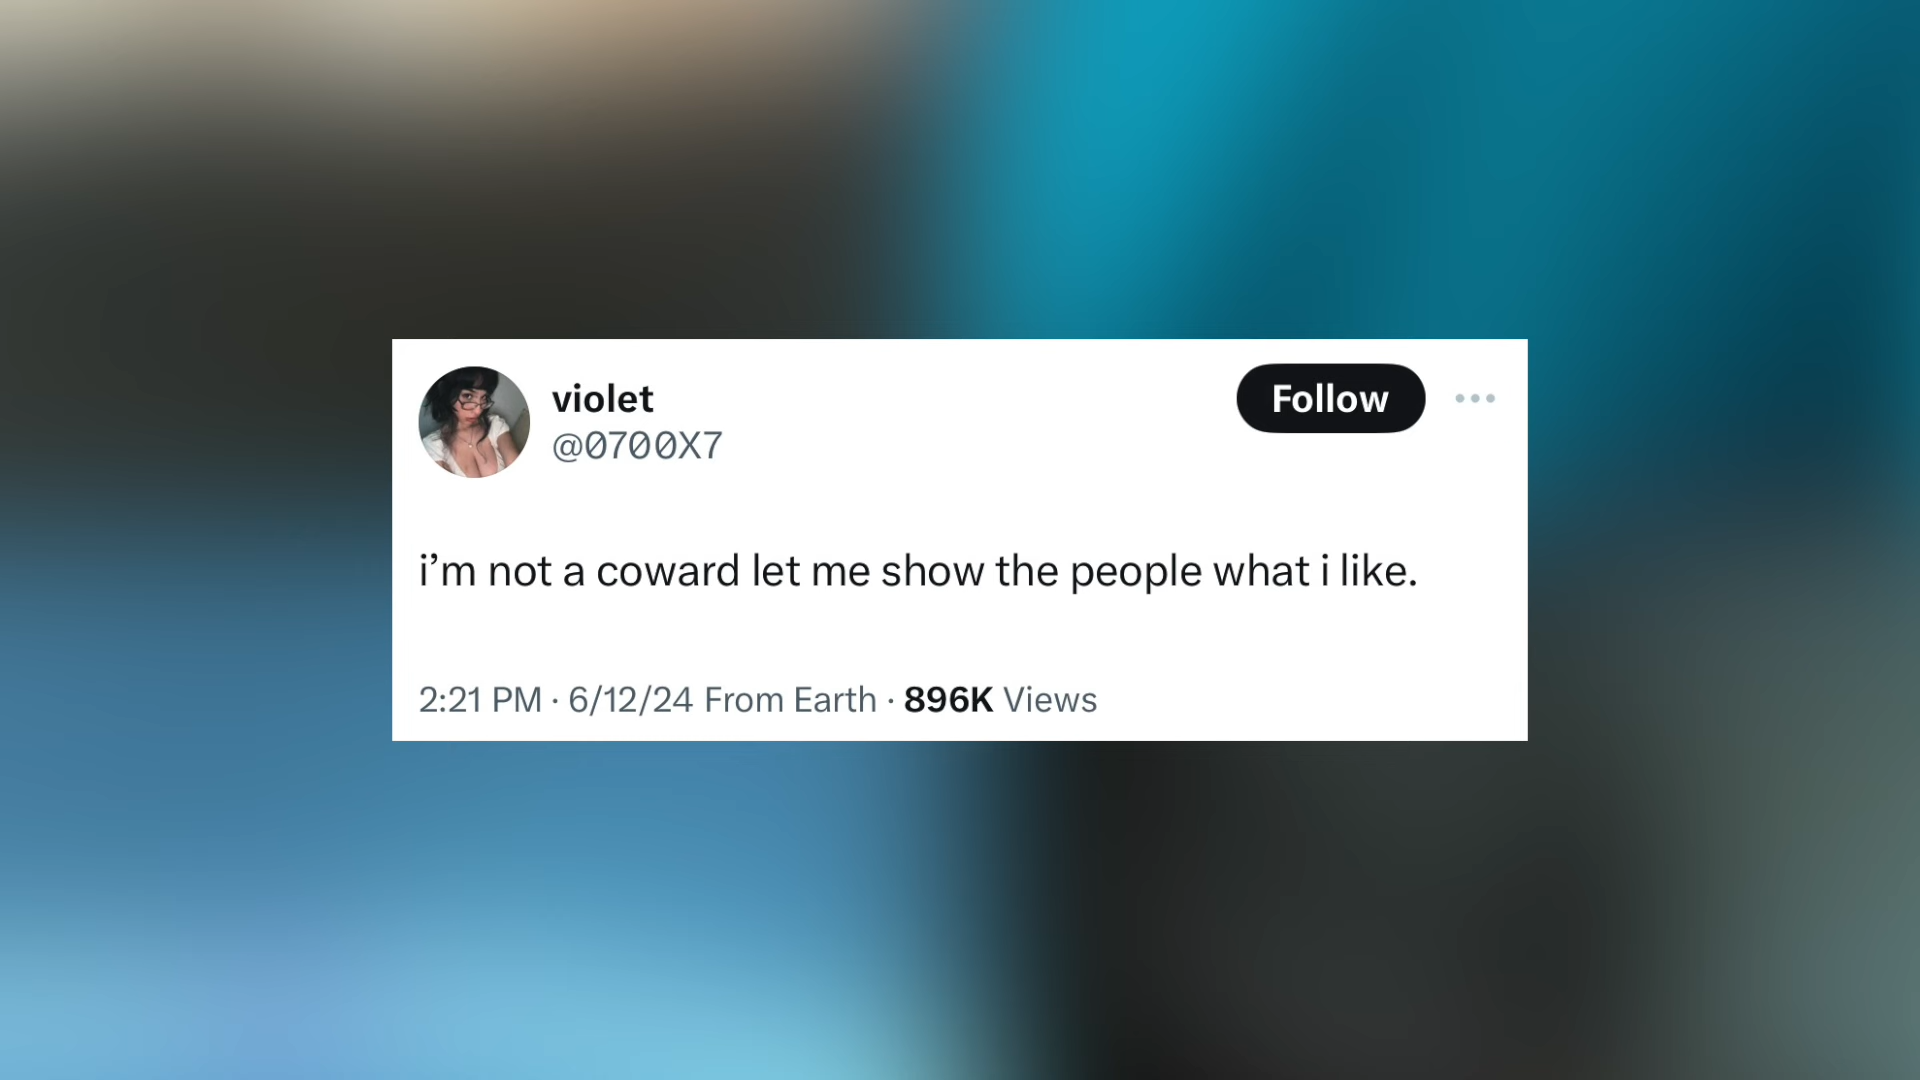 violet
Follow
@0700X7
i’m not a coward let me show the people what i like.
2:21 PM · 6/12/24 From Earth · 896K Views